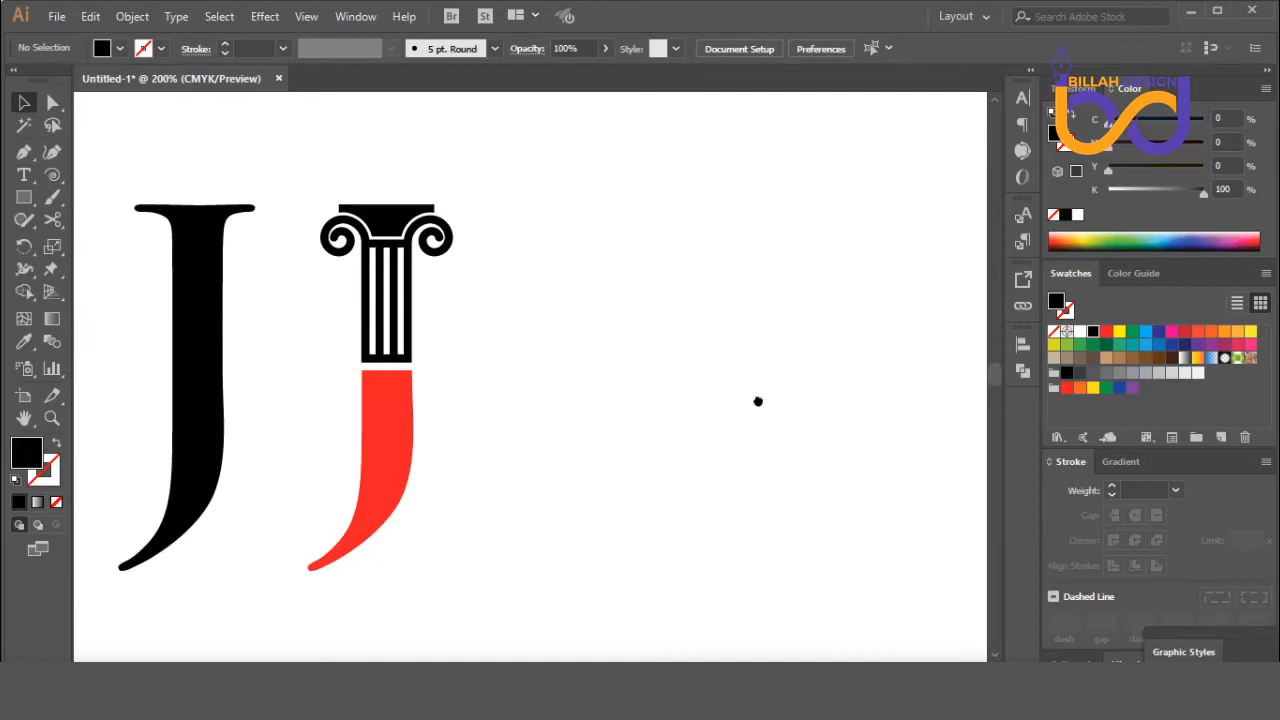 Ai File Edit Object Type Select Effect View Window Help Br St Layout Search Adobe Stock
No Selection Stroke: 5 pt. Round Opacity: 100% Style: Document Setup Preferences
Untitled-1* @ 200% (CMYK/Preview)
BILLAH DESIGN
Color
C 0 %
0 %
Y 0 %
K 100 %
Swatches Color Guide
J
Stroke Gradient
Weight:
Cap:
Corner: Limit:
Align Stroke:
Dashed Line
dash gap
Graphic Styles